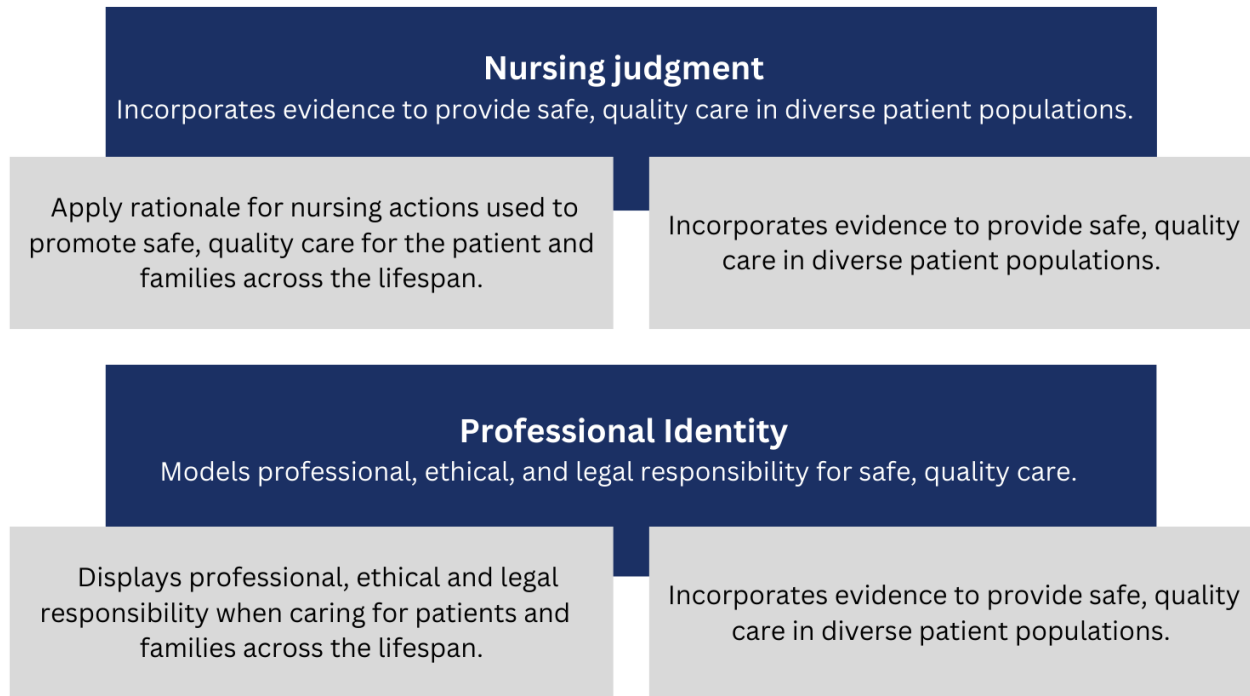 Nursing judgment
Incorporates evidence to provide safe, quality care in diverse patient populations.
Apply rationale for nursing actions used to
promote safe, quality care for the patient and
families across the lifespan.
Incorporates evidence to provide safe, quality
care in diverse patient populations.
Professional Identity
Models professional, ethical, and legal responsibility for safe, quality care.
Displays professional, ethical and legal
responsibility when caring for patients and
families across the lifespan.
Incorporates evidence to provide safe, quality
care in diverse patient populations.